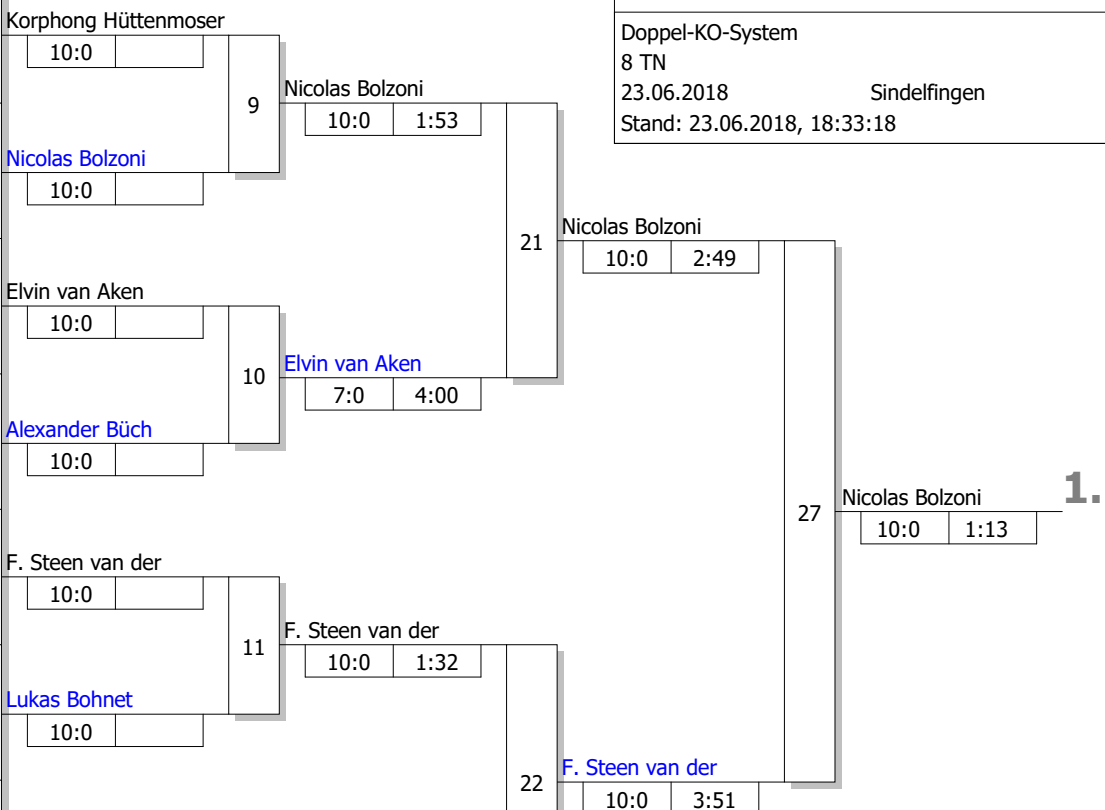 Korphong Hüttenmoser
10:0
9
Nicolas Bolzoni
10:0
Nicolas Bolzoni
10:0 1:53
Elvin van Aken
10:0
10
Alexander Büch
10:0
Elvin van Aken
7:0 4:00
21
Nicolas Bolzoni
10:0 2:49
F. Steen van der
10:0
11
Lukas Bohnet
10:0
F. Steen van der
10:0 1:32
22
F. Steen van der
10:0 3:51
27
Nicolas Bolzoni
10:0 1:13
1.
Doppel-KO-System
8 TN
23.06.2018 Sindelfingen
Stand: 23.06.2018, 18:33:18